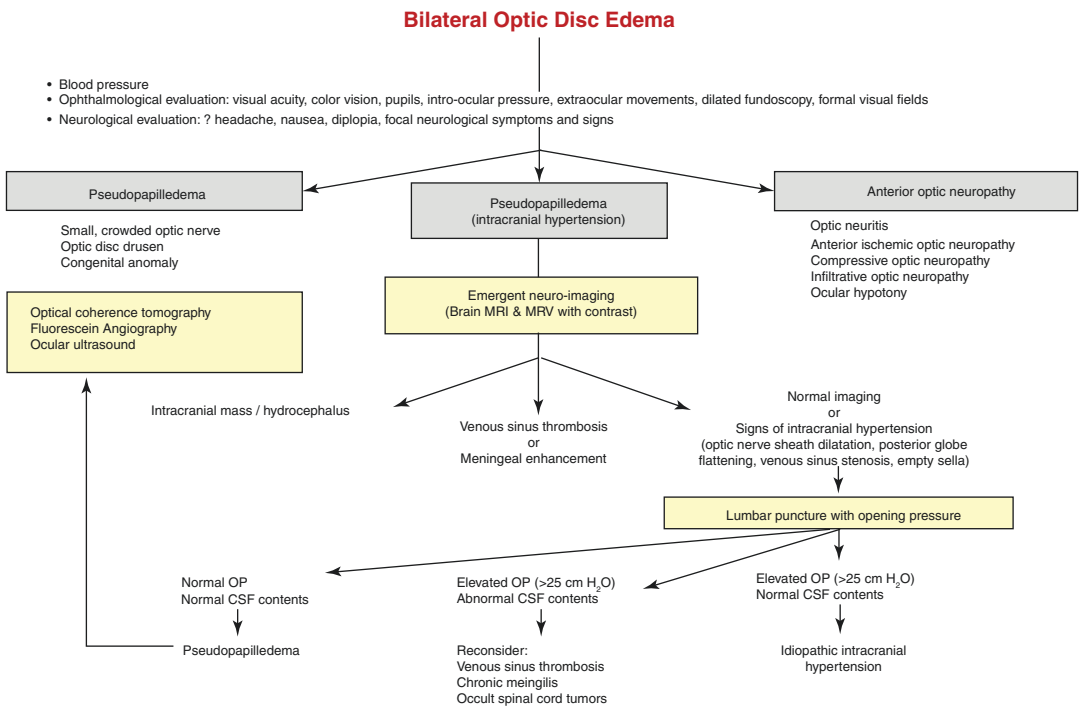 Bilateral Optic Disc Edema
• Blood pressure
• Ophthalmological evaluation: visual acuity, color vision, pupils, intro-ocular pressure, extraocular movements, dilated fundoscopy, formal visual fields
• Neurological evaluation: ? headache, nausea, diplopia, focal neurological symptoms and signs
Pseudopapilledema
Small, crowded optic nerve
Optic disc drusen
Congenital anomaly
Optical coherence tomography
Fluorescein Angiography
Ocular ultrasound
Pseudopapilledema
(intracranial hypertension)
Emergent neuro-imaging
(Brain MRI & MRV with contrast)
Anterior optic neuropathy
Optic neuritis
Anterior ischemic optic neuropathy
Compressive optic neuropathy
Infiltrative optic neuropathy
Ocular hypotony
Intracranial mass / hydrocephalus
Venous sinus thrombosis
or
Meningeal enhancement
Normal imaging
or
Signs of intracranial hypertension
(optic nerve sheath dilatation, posterior globe
flattening, venous sinus stenosis, empty sella)
Lumbar puncture with opening pressure
Normal OP
Normal CSF contents
Pseudopapilledema
Elevated OP (>25 cm H₂O)
Abnormal CSF contents
Reconsider:
Venous sinus thrombosis
Chronic meingilis
Occult spinal cord tumors
Elevated OP (>25 cm H₂O)
Normal CSF contents
Idiopathic intracranial
hypertension